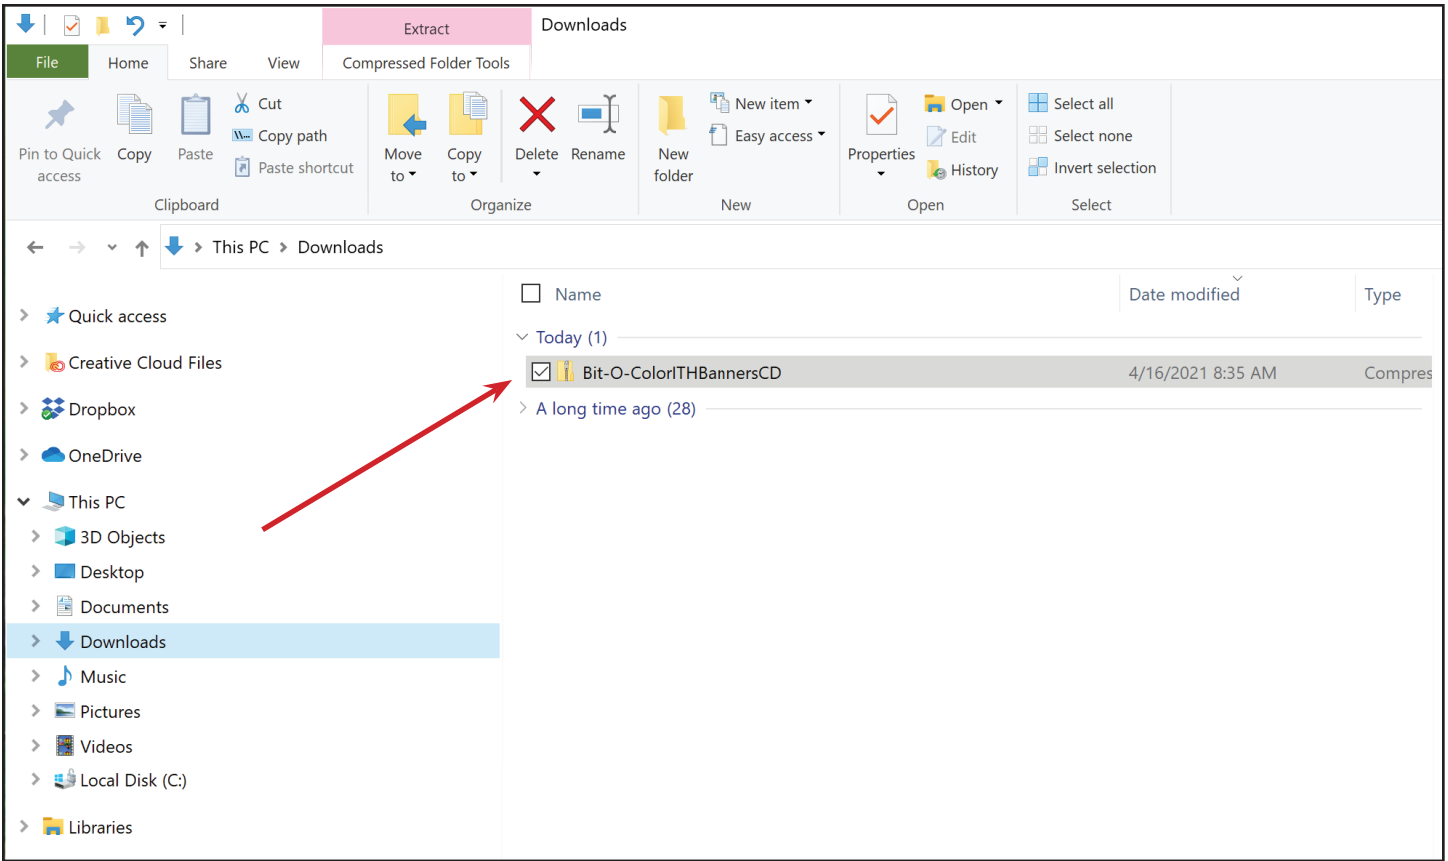 Extract
Downloads
File
Home
Share
View
Compressed Folder Tools
Pin to Quick
access
Copy
Paste
Cut
Copy path
Paste shortcut
Clipboard
Move
to
Copy
to
Delete
Rename
Organize
New
folder
New item
Easy access
New
Properties
Open
Edit
History
Open
Select all
Select none
Invert selection
Select
This PC > Downloads
Name
Date modified
Type
Today (1)
Bit-O-ColorITHBannersCD
4/16/2021 8:35 AM
Compres
A long time ago (28)
Quick access
Creative Cloud Files
Dropbox
OneDrive
This PC
3D Objects
Desktop
Documents
Downloads
Music
Pictures
Videos
Local Disk (C:)
Libraries